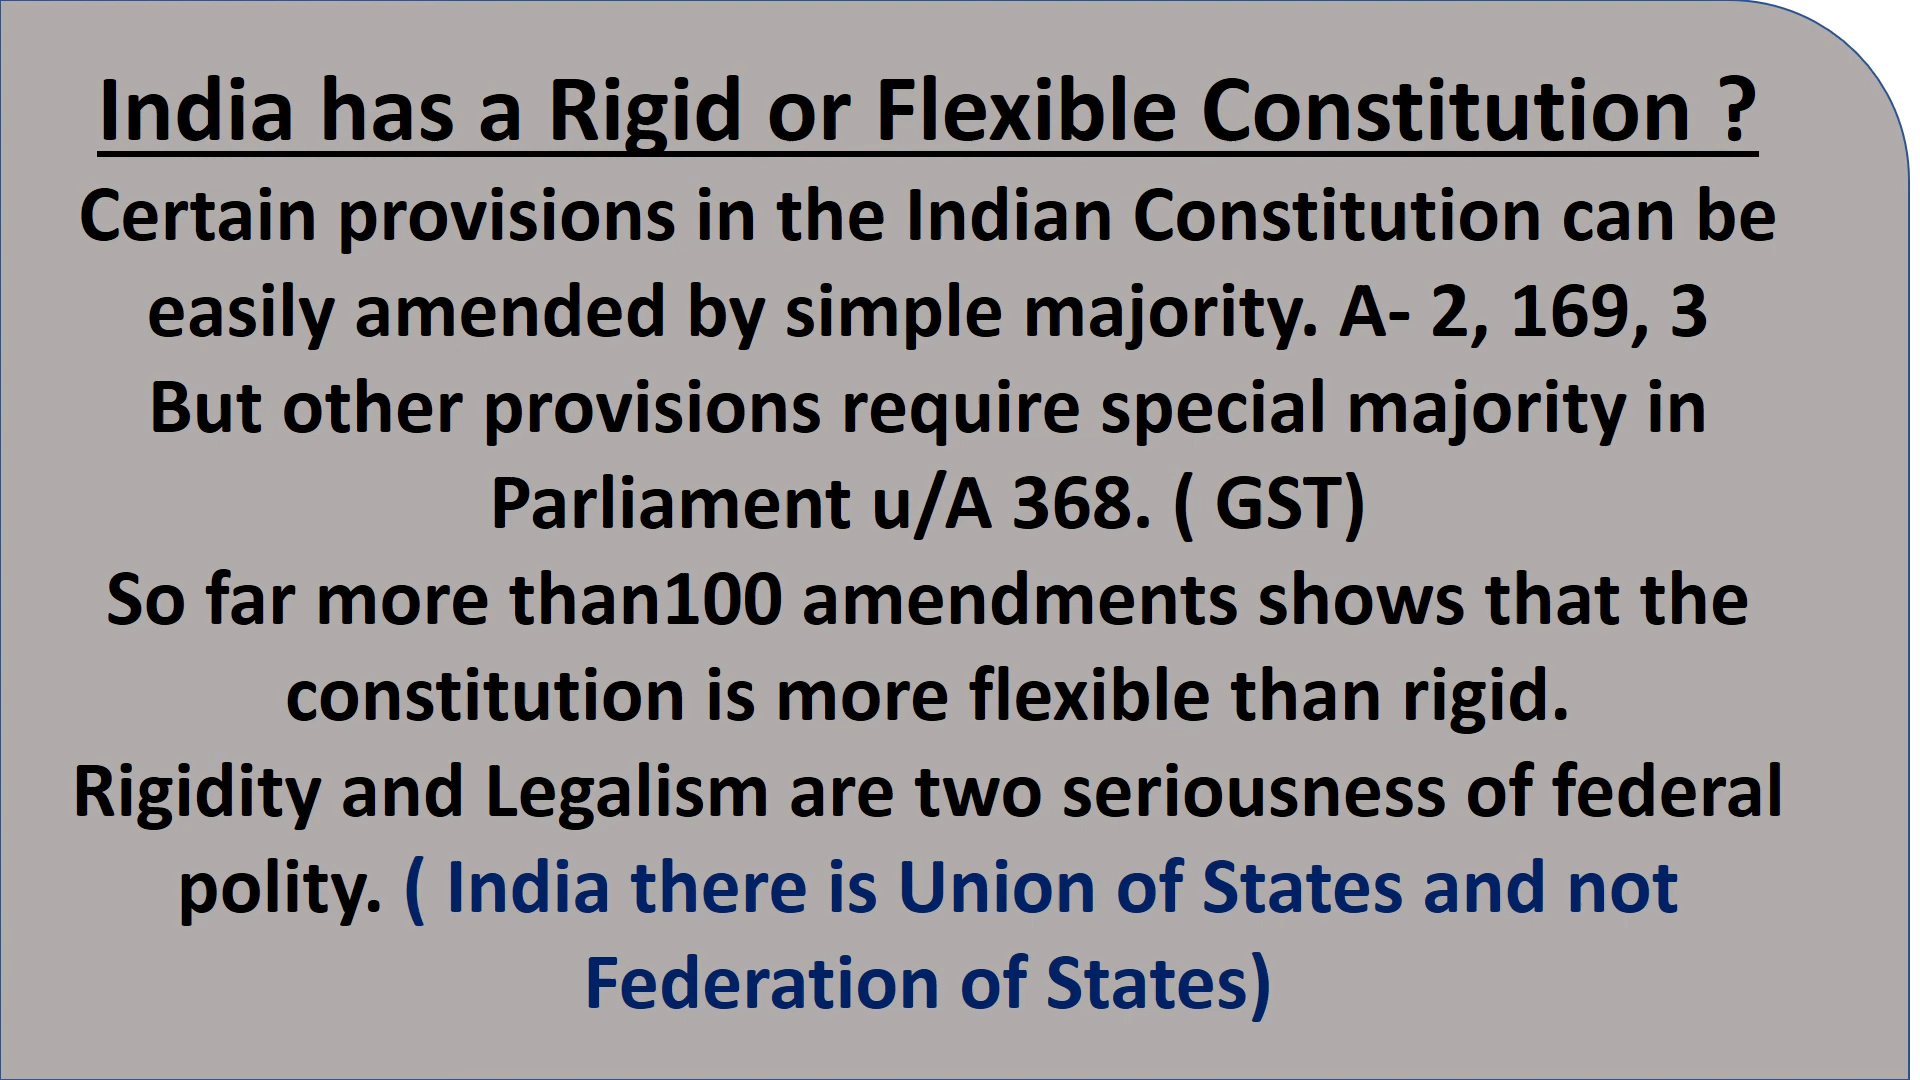 India has a Rigid or Flexible Constitution ?
Certain provisions in the Indian Constitution can be
easily amended by simple majority. A- 2, 169, 3
But other provisions require special majority in
Parliament u/A 368. ( GST)
So far more than100 amendments shows that the
constitution is more flexible than rigid.
Rigidity and Legalism are two seriousness of federal
polity. ( India there is Union of States and not
Federation of States)